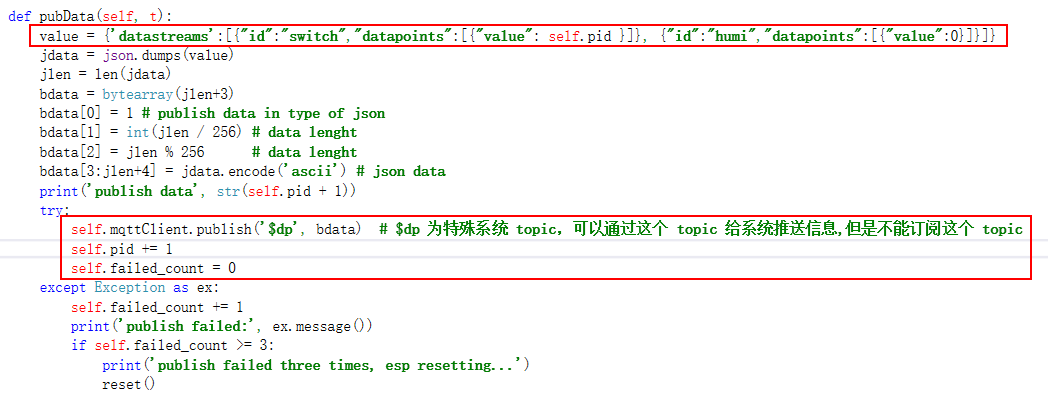 def pubData(self, t):
    value = {'datastreams':[{"id":"switch","datapoints":[{"value": self.pid }]}, {"id":"humi","datapoints":[{"value":0}]}]}
    jdata = json.dumps(value)
    jlen = len(jdata)
    bdata = bytearray(jlen+3)
    bdata[0] = 1 # publish data in type of json
    bdata[1] = int(jlen / 256) # data lenght
    bdata[2] = jlen % 256      # data lenght
    bdata[3:jlen+4] = jdata.encode('ascii') # json data
    print('publish data', str(self.pid + 1))
    try:
        self.mqttClient.publish('$dp', bdata)  # $dp 为特殊系统 topic，可以通过这个 topic 给系统推送信息,但是不能订阅这个 topic
        self.pid += 1
        self.failed_count = 0
    except Exception as ex:
        self.failed_count += 1
        print('publish failed:', ex.message())
        if self.failed_count >= 3:
            print('publish failed three times, esp resetting...')
            reset()